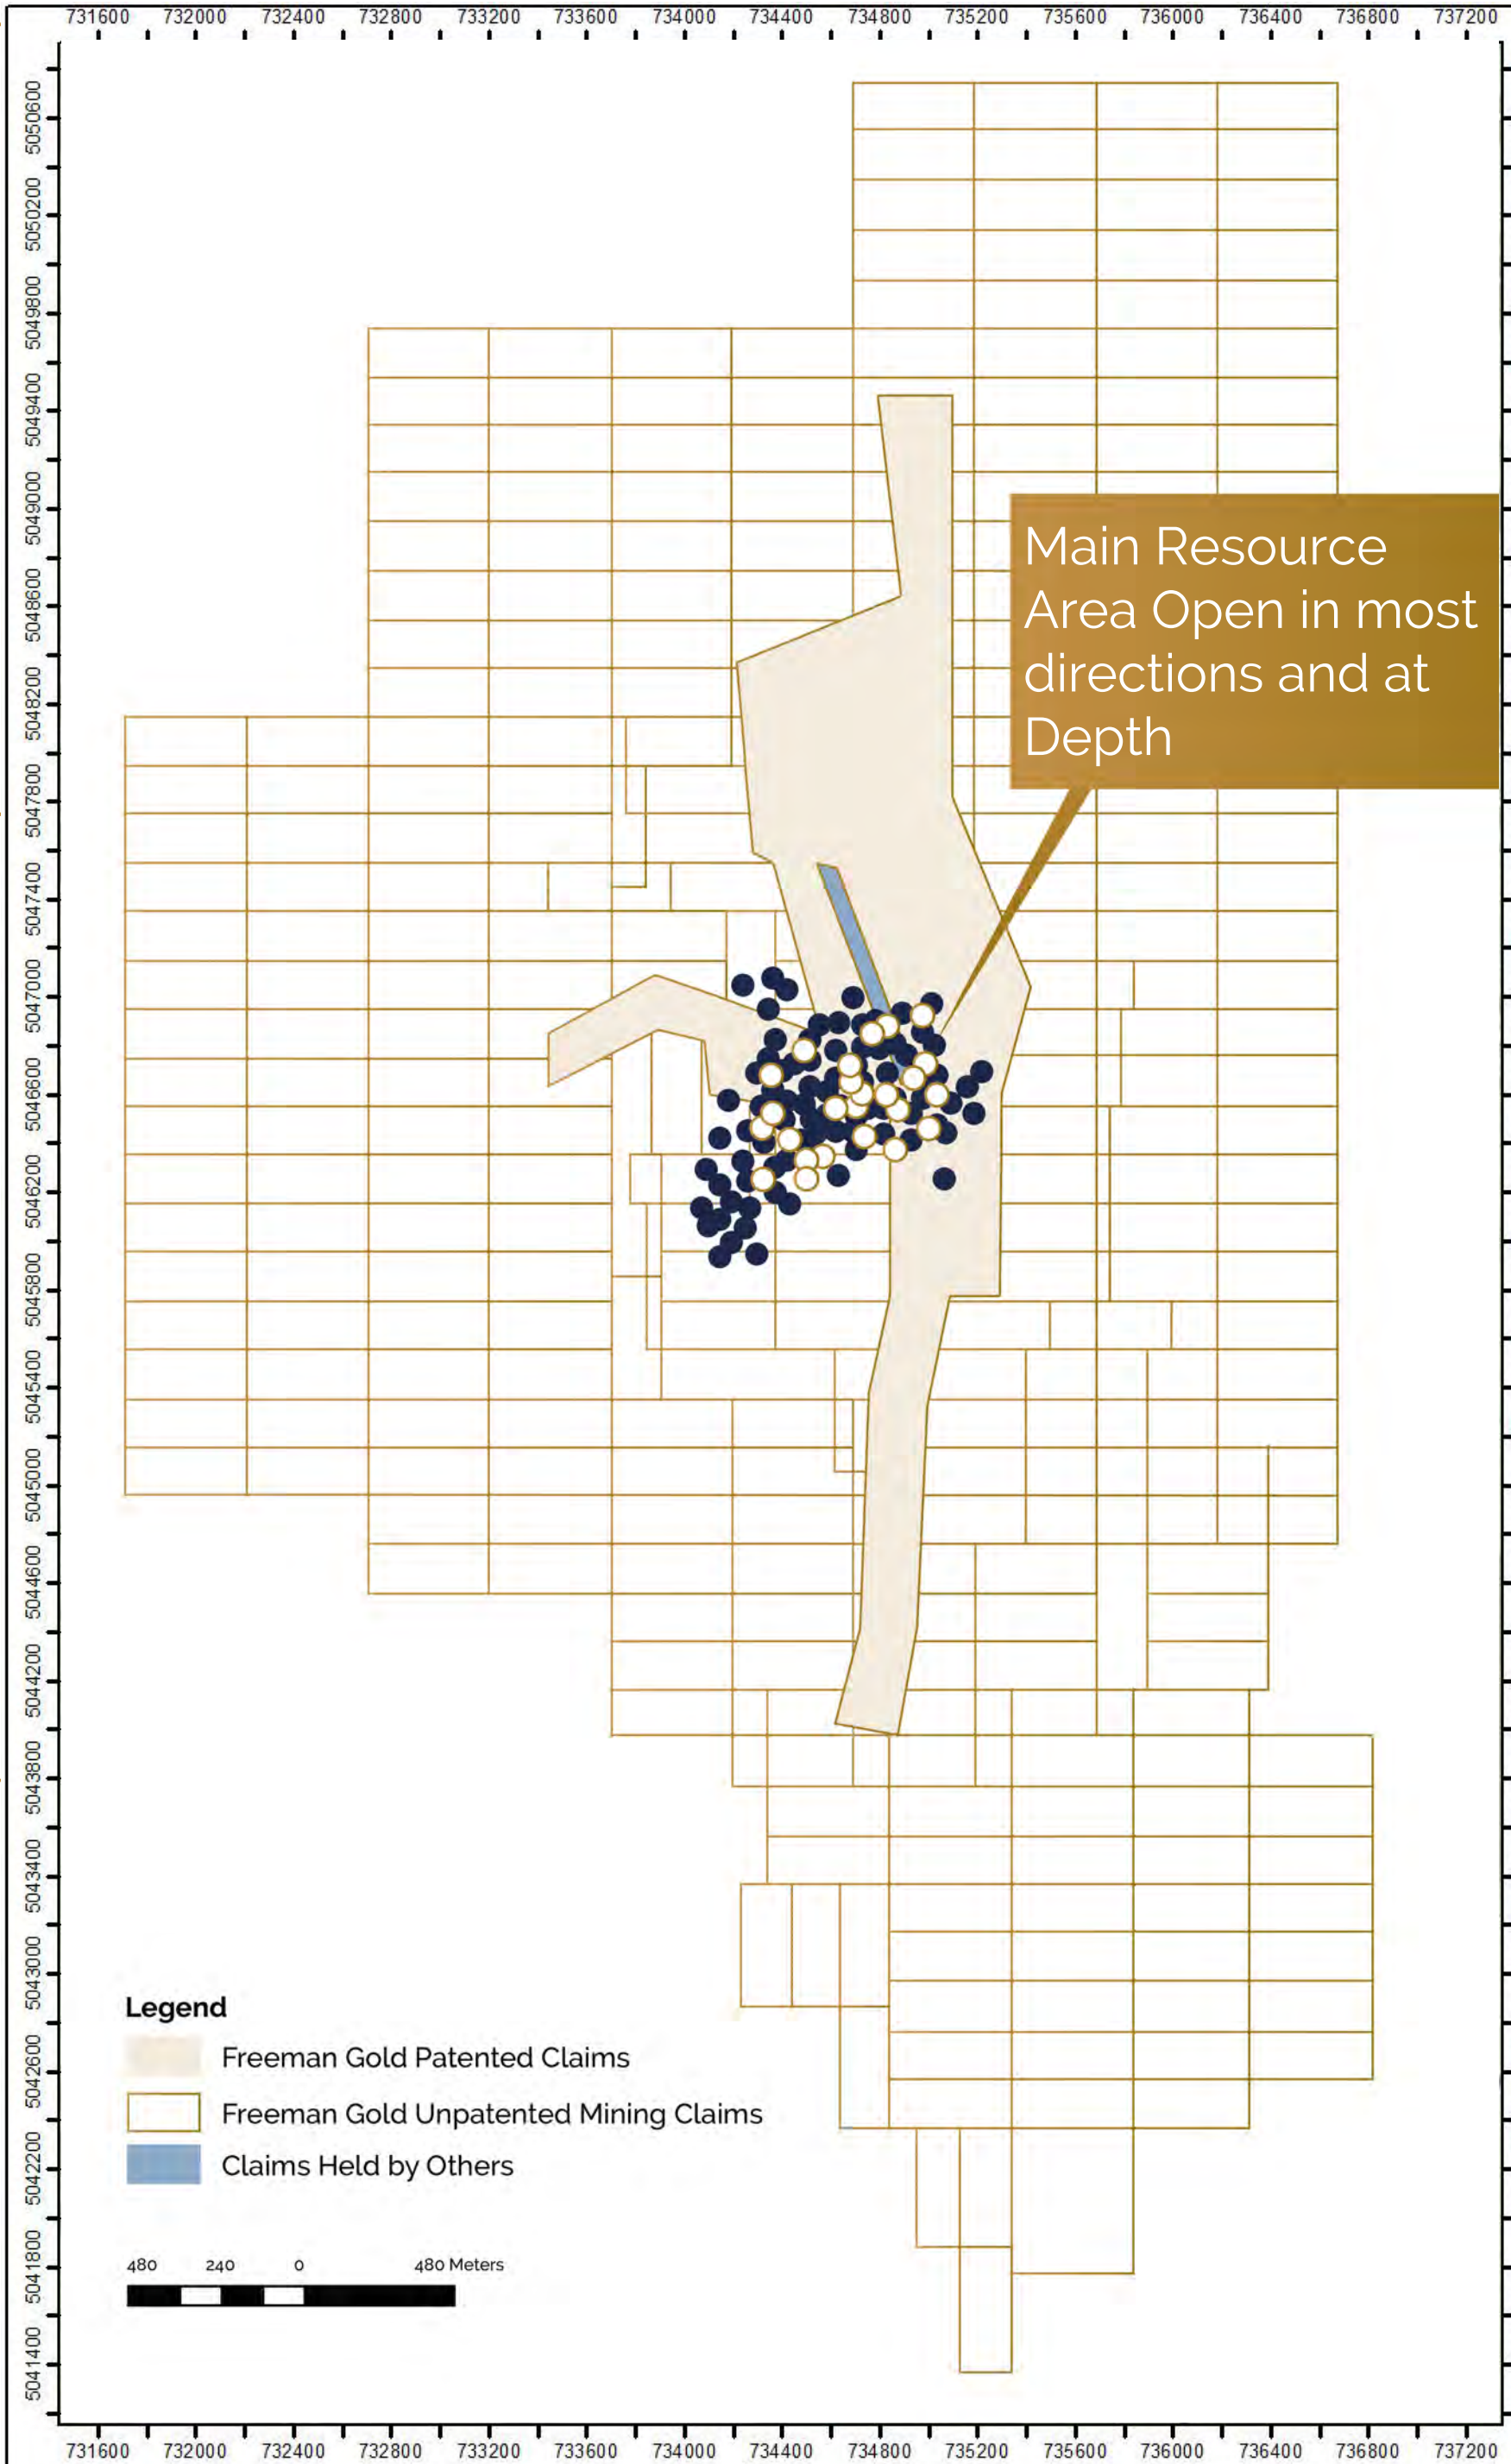 731600 732000 732400 732800 733200 733600 734000 734400 734800 735200 735600 736000 736400 736800 737200
5050600
5050200
5049800
5049400
5049000
5048600
5048200
5047800
5047400
5047000
5046600
5046200
5045800
5045400
5045000
5044600
5044200
5043800
5043400
5043000
5042600
5042200
5041800
5041400
Main Resource
Area Open in most
directions and at
Depth
Legend
Freeman Gold Patented Claims
Freeman Gold Unpatented Mining Claims
Claims Held by Others
480 240 0 480 Meters
731600 732000 732400 732800 733200 733600 734000 734400 734800 735200 735600 736000 736400 736800 737200